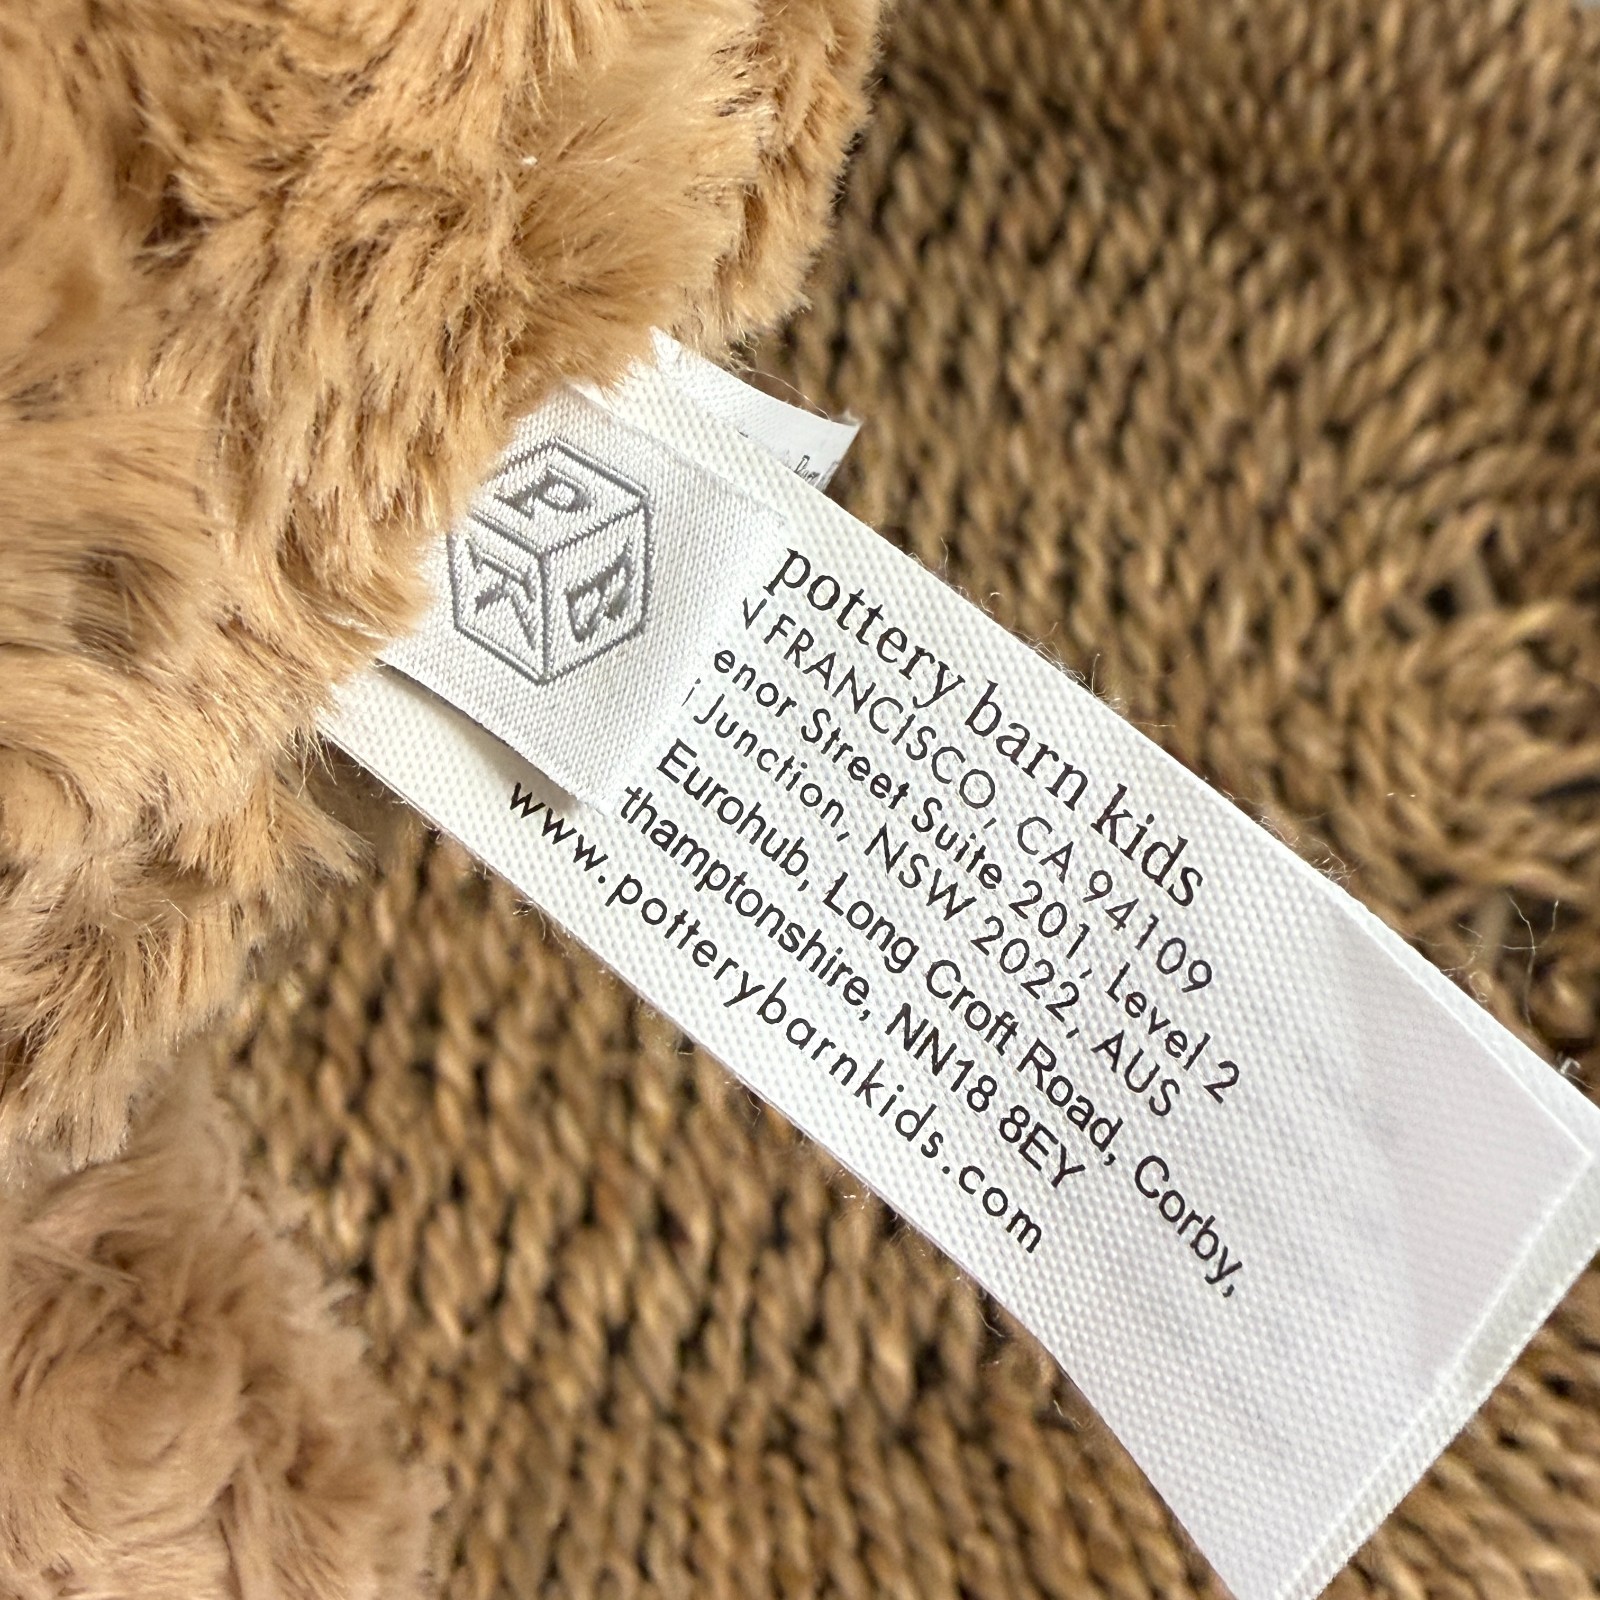 P
K B
pottery barn kids
FRANCISCO, CA 94109
enor Street Suite 201, Level 2
Junction, NSW 2022, AUS
Eurohub, Long Croft Road, Corby,
thamptonshire, NN18 8EY
www.potterybarnkids.com